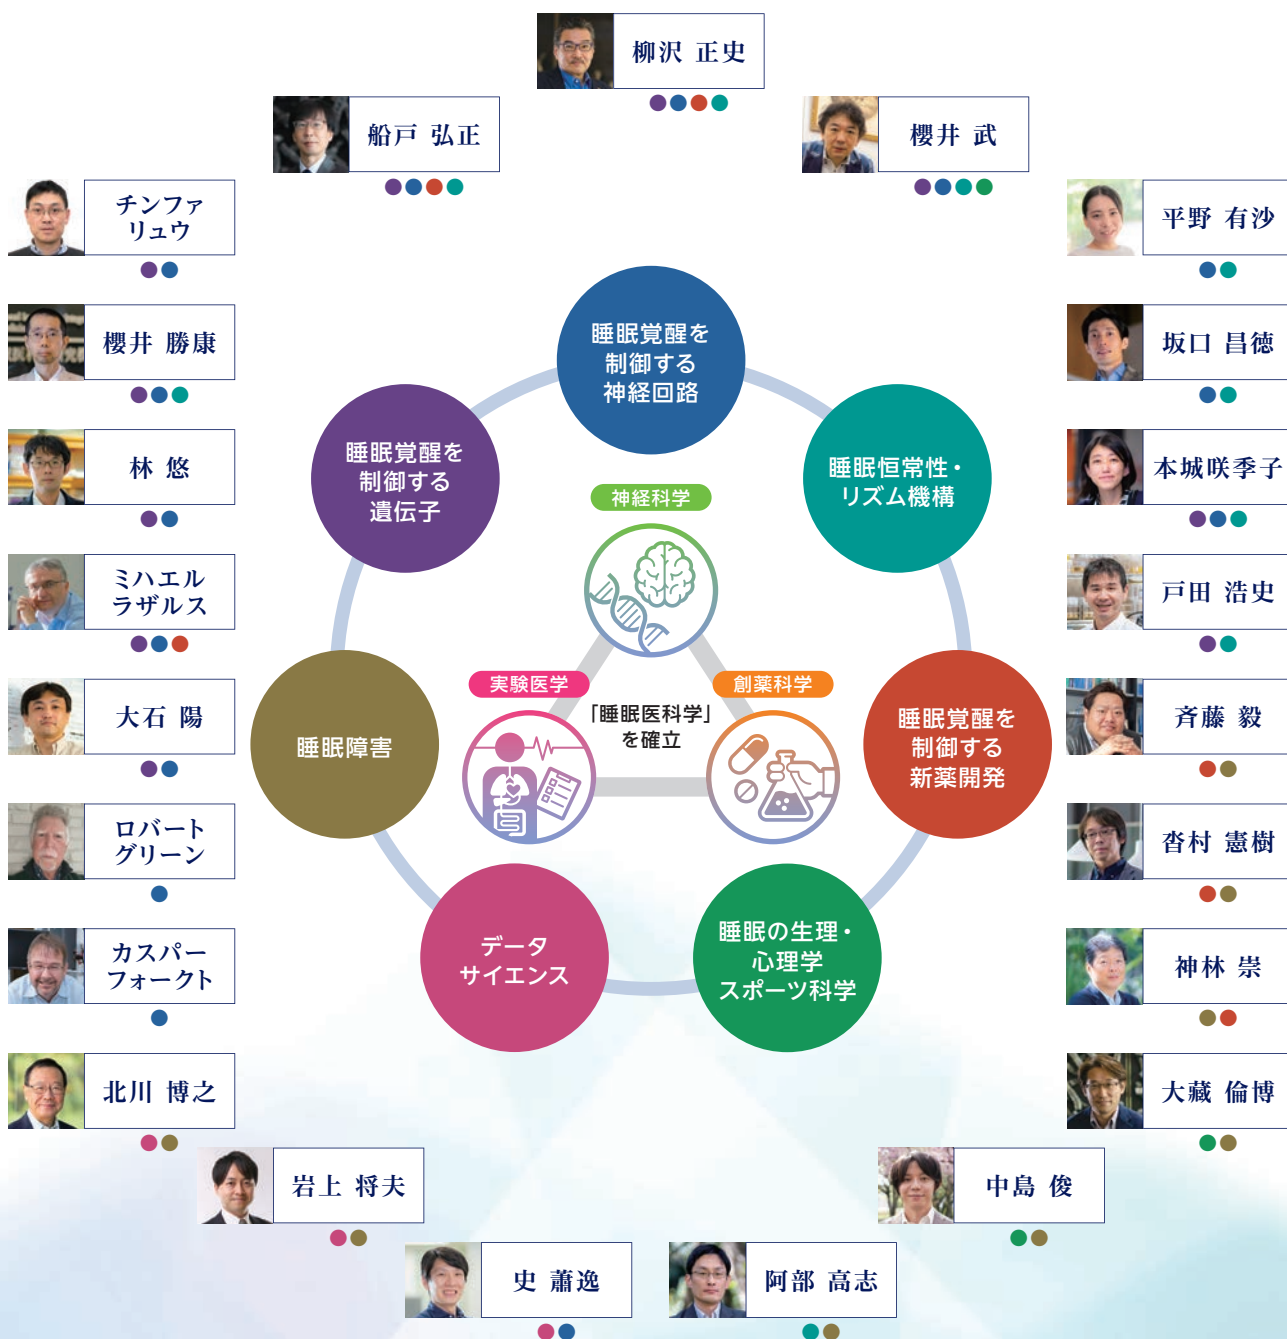 柳沢 正史
船戸 弘正
櫻井 武
チンファ
リュウ
平野 有沙
櫻井 勝康
坂口 昌徳
林 悠
本城咲季子
ミハエル
ラザルス
戸田 浩史
大石 陽
斉藤 毅
ロバート
グリーン
沓村 憲樹
カスパー
フォークト
神林 崇
北川 博之
大藏 倫博
岩上 将夫
中島 俊
史 蕭逸
阿部 高志
睡眠覚醒を
制御する
神経回路
睡眠覚醒を
制御する
遺伝子
睡眠恒常性・
リズム機構
神経科学
実験医学
創薬科学
「睡眠医科学」
を確立
睡眠障害
睡眠覚醒を
制御する
新薬開発
データ
サイエンス
睡眠の生理・
心理学
スポーツ科学